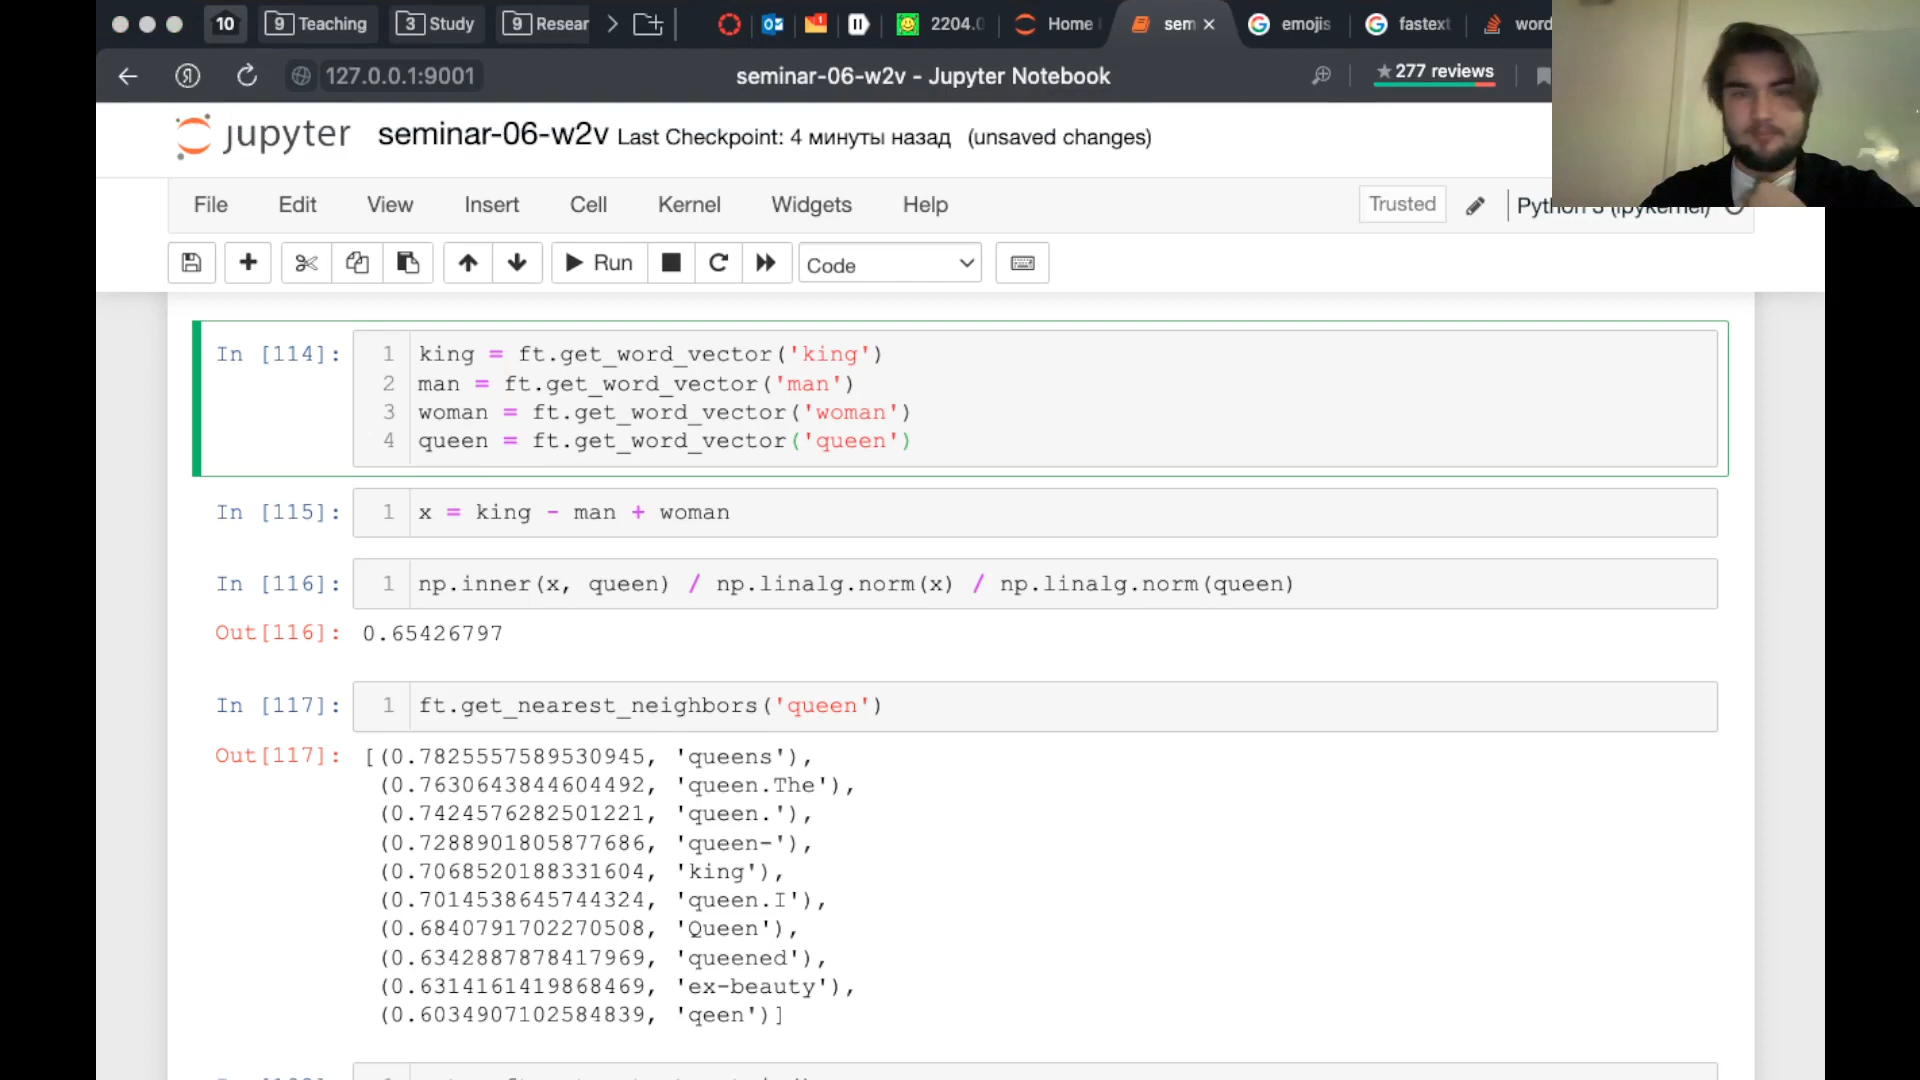 10 9 Teaching 3 Study 9 Resear 2204.0 Home sem × emojis fastext word
127.0.0.1:9001 seminar-06-w2v - Jupyter Notebook ★277 reviews
jupyter seminar-06-w2v Last Checkpoint: 4 минуты назад (unsaved changes)
File Edit View Insert Cell Kernel Widgets Help Trusted Python 3 (ipykernel)
Run Code
In [114]: 1 king = ft.get_word_vector('king')
2 man = ft.get_word_vector('man')
3 woman = ft.get_word_vector('woman')
4 queen = ft.get_word_vector('queen')
In [115]: 1 x = king - man + woman
In [116]: 1 np.inner(x, queen) / np.linalg.norm(x) / np.linalg.norm(queen)
Out[116]: 0.65426797
In [117]: 1 ft.get_nearest_neighbors('queen')
Out[117]: [(0.7825557589530945, 'queens'),
(0.7630643844604492, 'queen.The'),
(0.7424576282501221, 'queen.'),
(0.7288901805877686, 'queen-'),
(0.7068520188331604, 'king'),
(0.7014538645744324, 'queen.I'),
(0.6840791702270508, 'Queen'),
(0.6342887878417969, 'queened'),
(0.6314161419868469, 'ex-beauty'),
(0.6034907102584839, 'qeen')]